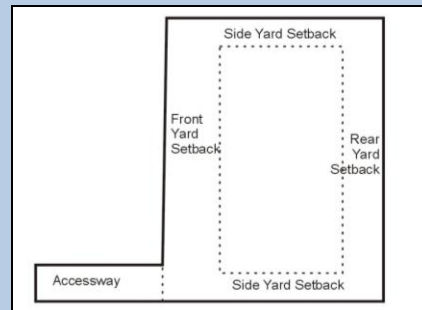 Side Yard Setback
Front
Yard
Setback
Rear
Yard
Setback
Accessway
Side Yard Setback